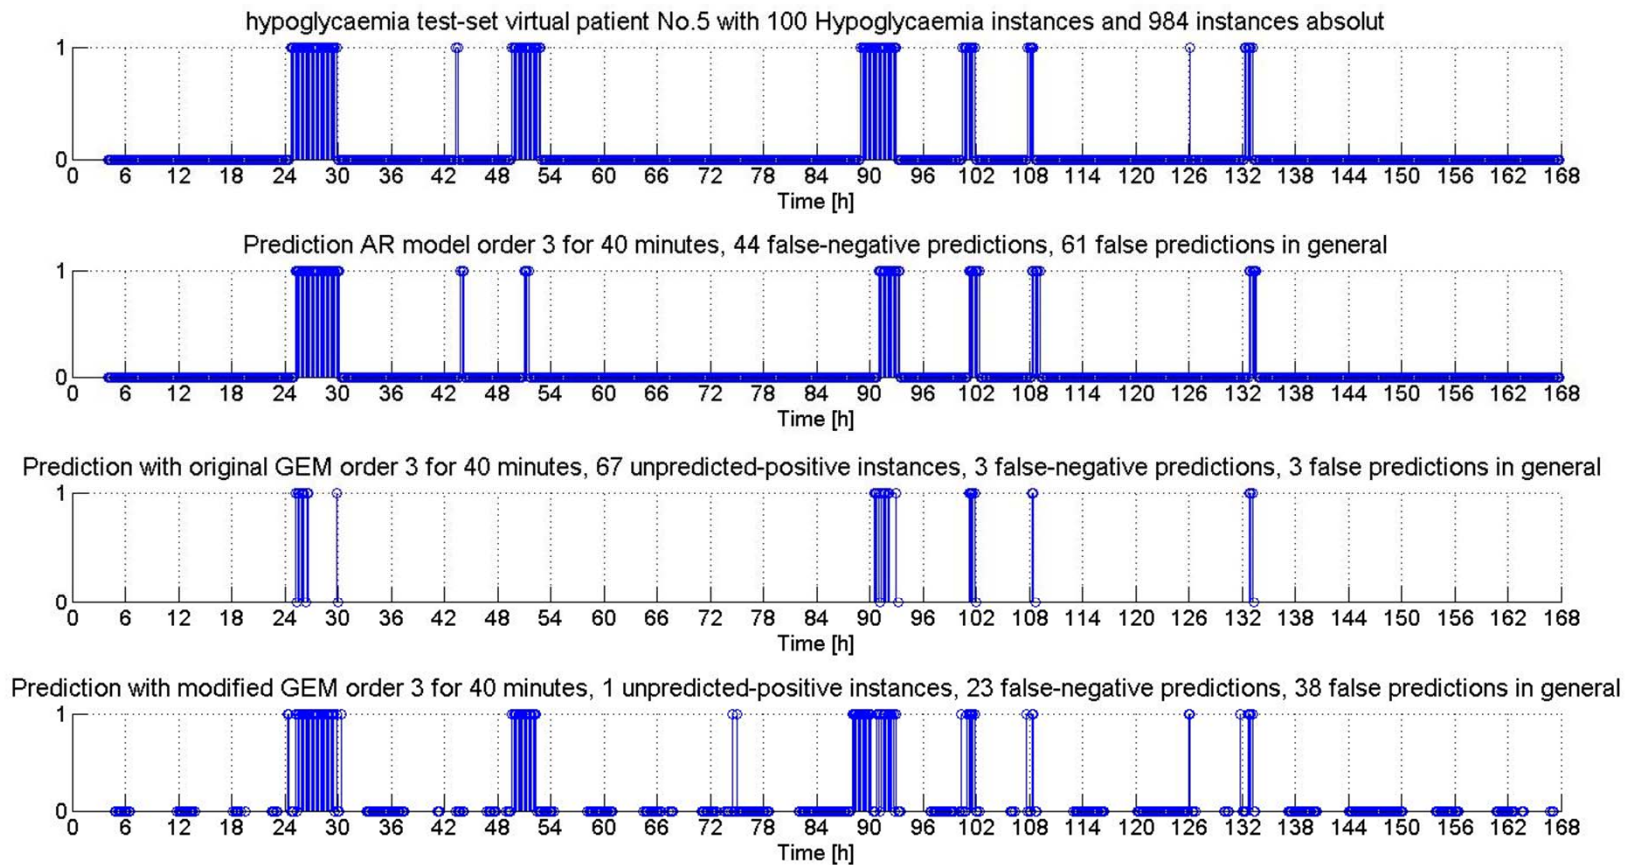 hypoglycaemia test-set virtual patient No.5 with 100 Hypoglycaemia instances and 984 instances absolut
1
0
0 6 12 18 24 30 36 42 48 54 60 66 72 78 84 90 96 102 108 114 120 126 132 138 144 150 156 162 168
Time [h]
Prediction AR model order 3 for 40 minutes, 44 false-negative predictions, 61 false predictions in general
1
0
0 6 12 18 24 30 36 42 48 54 60 66 72 78 84 90 96 102 108 114 120 126 132 138 144 150 156 162 168
Time [h]
Prediction with original GEM order 3 for 40 minutes, 67 unpredicted-positive instances, 3 false-negative predictions, 3 false predictions in general
1
0
0 6 12 18 24 30 36 42 48 54 60 66 72 78 84 90 96 102 108 114 120 126 132 138 144 150 156 162 168
Time [h]
Prediction with modified GEM order 3 for 40 minutes, 1 unpredicted-positive instances, 23 false-negative predictions, 38 false predictions in general
1
0
0 6 12 18 24 30 36 42 48 54 60 66 72 78 84 90 96 102 108 114 120 126 132 138 144 150 156 162 168
Time [h]